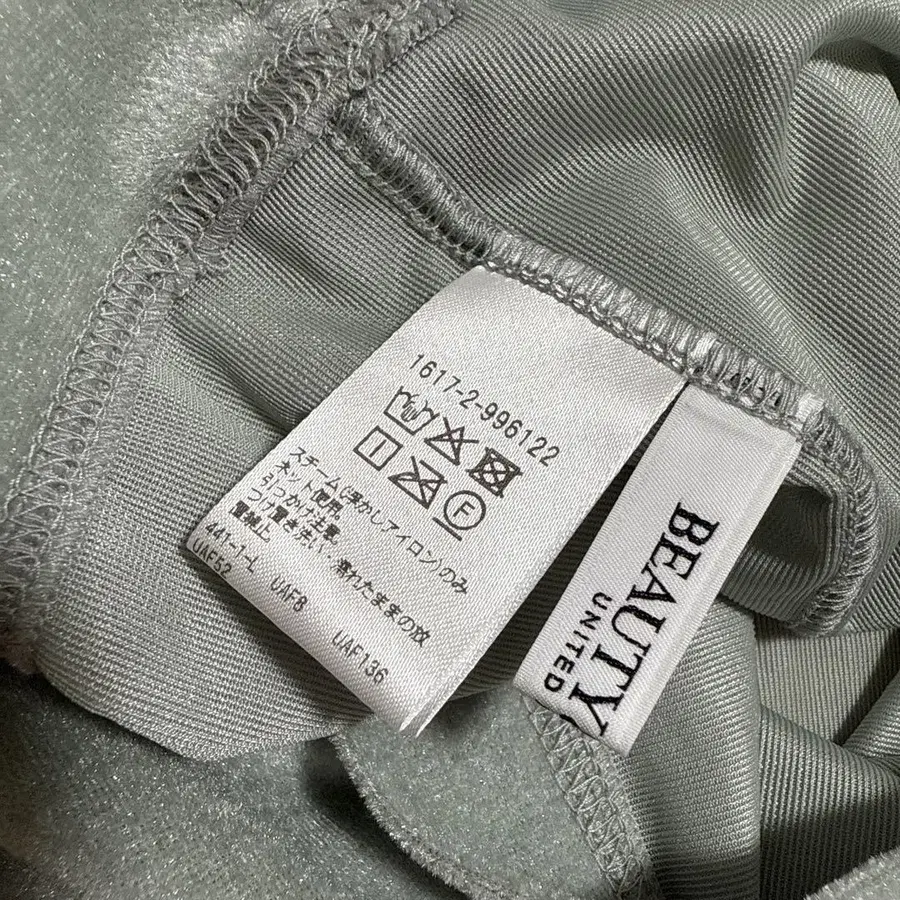 1617-2-996122
F
スチーム(浮かしアイロン)のみ
ネット使用
引っかけ注意
つけ置き洗い・濡れたままの放
置禁止
441-1-L
UAF52 UAF8 UAF136
BEAUTY
UNITED